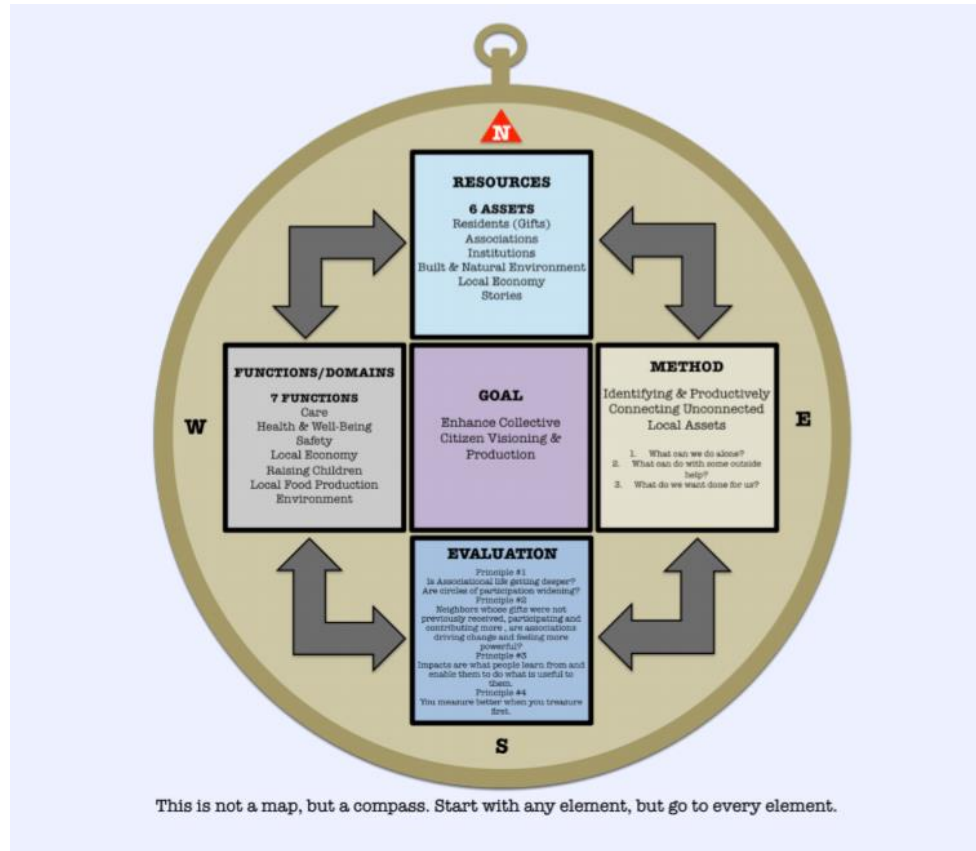 N
RESOURCES
6 ASSETS
Residents (Gifts)
Associations
Institutions
Built & Natural Environment
Local Economy
Stories
W
FUNCTIONS/DOMAINS
7 FUNCTIONS
Care
Health & Well-Being
Safety
Local Economy
Raising Children
Local Food Production
Environment
GOAL
Enhance Collective
Citizen Visioning &
Production
METHOD
Identifying & Productively
Connecting Unconnected
Local Assets
1. What can we do alone?
2. What can do with some outside
help?
3. What do we want done for us?
E
EVALUATION
Principle #1
Is Associational life getting deeper?
Are circles of participation widening?
Principle #2
Neighbors whose gifts were not
previously received, participating and
contributing more , are associations
driving change and feeling more
powerful?
Principle #3
Impacts are what people learn from and
enable them to do what is useful to
them.
Principle #4
You measure better when you treasure
first.
S
This is not a map, but a compass. Start with any element, but go to every element.